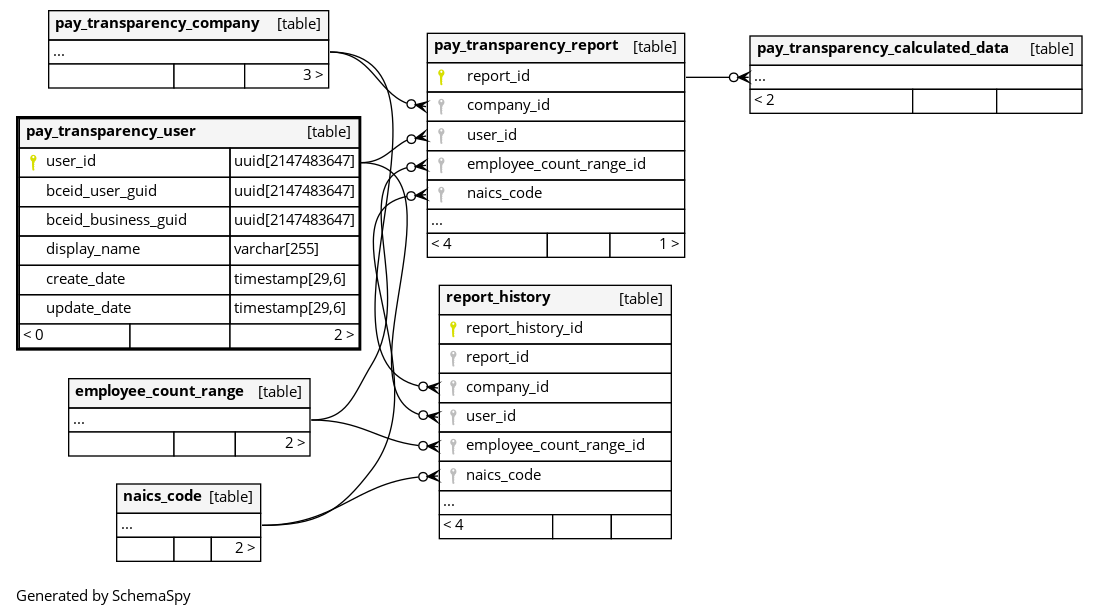 pay_transparency_company [table]
...
3 >
pay_transparency_user [table]
user_id uuid[2147483647]
bceid_user_guid uuid[2147483647]
bceid_business_guid uuid[2147483647]
display_name varchar[255]
create_date timestamp[29,6]
update_date timestamp[29,6]
< 0 2 >
employee_count_range [table]
...
2 >
naics_code [table]
...
2 >
pay_transparency_report [table]
report_id
company_id
user_id
employee_count_range_id
naics_code
...
< 4 1 >
report_history [table]
report_history_id
report_id
company_id
user_id
employee_count_range_id
naics_code
...
< 4
pay_transparency_calculated_data [table]
...
< 2
Generated by SchemaSpy